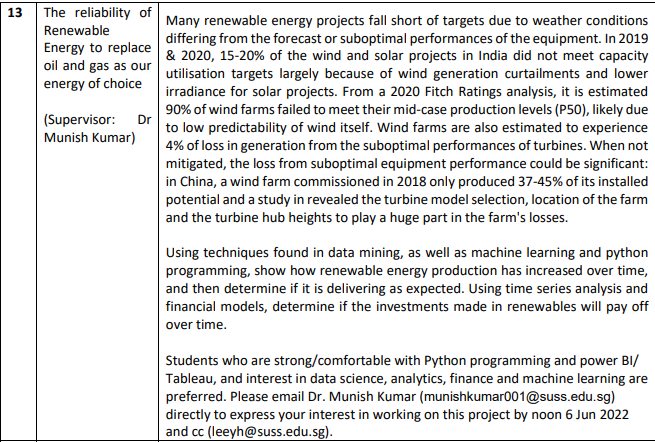 13
The reliability of
Renewable
Energy to replace
oil and gas as our
energy of choice
(Supervisor: Dr
Munish Kumar)
Many renewable energy projects fall short of targets due to weather conditions
differing from the forecast or suboptimal performances of the equipment. In 2019
& 2020, 15-20% of the wind and solar projects in India did not meet capacity
utilisation targets largely because of wind generation curtailments and lower
irradiance for solar projects. From a 2020 Fitch Ratings analysis, it is estimated
90% of wind farms failed to meet their mid-case production levels (P50), likely due
to low predictability of wind itself. Wind farms are also estimated to experience
4% of loss in generation from the suboptimal performances of turbines. When not
mitigated, the loss from suboptimal equipment performance could be significant:
in China, a wind farm commissioned in 2018 only produced 37-45% of its installed
potential and a study in revealed the turbine model selection, location of the farm
and the turbine hub heights to play a huge part in the farm's losses.
Using techniques found in data mining, as well as machine learning and python
programming, show how renewable energy production has increased over time,
and then determine if it is delivering as expected. Using time series analysis and
financial models, determine if the investments made in renewables will pay off
over time.
Students who are strong/comfortable with Python programming and power BI/
Tableau, and interest in data science, analytics, finance and machine learning are
preferred. Please email Dr. Munish Kumar (munishkumar001@suss.edu.sg)
directly to express your interest in working on this project by noon 6 Jun 2022
and cc (leeyh@suss.edu.sg).